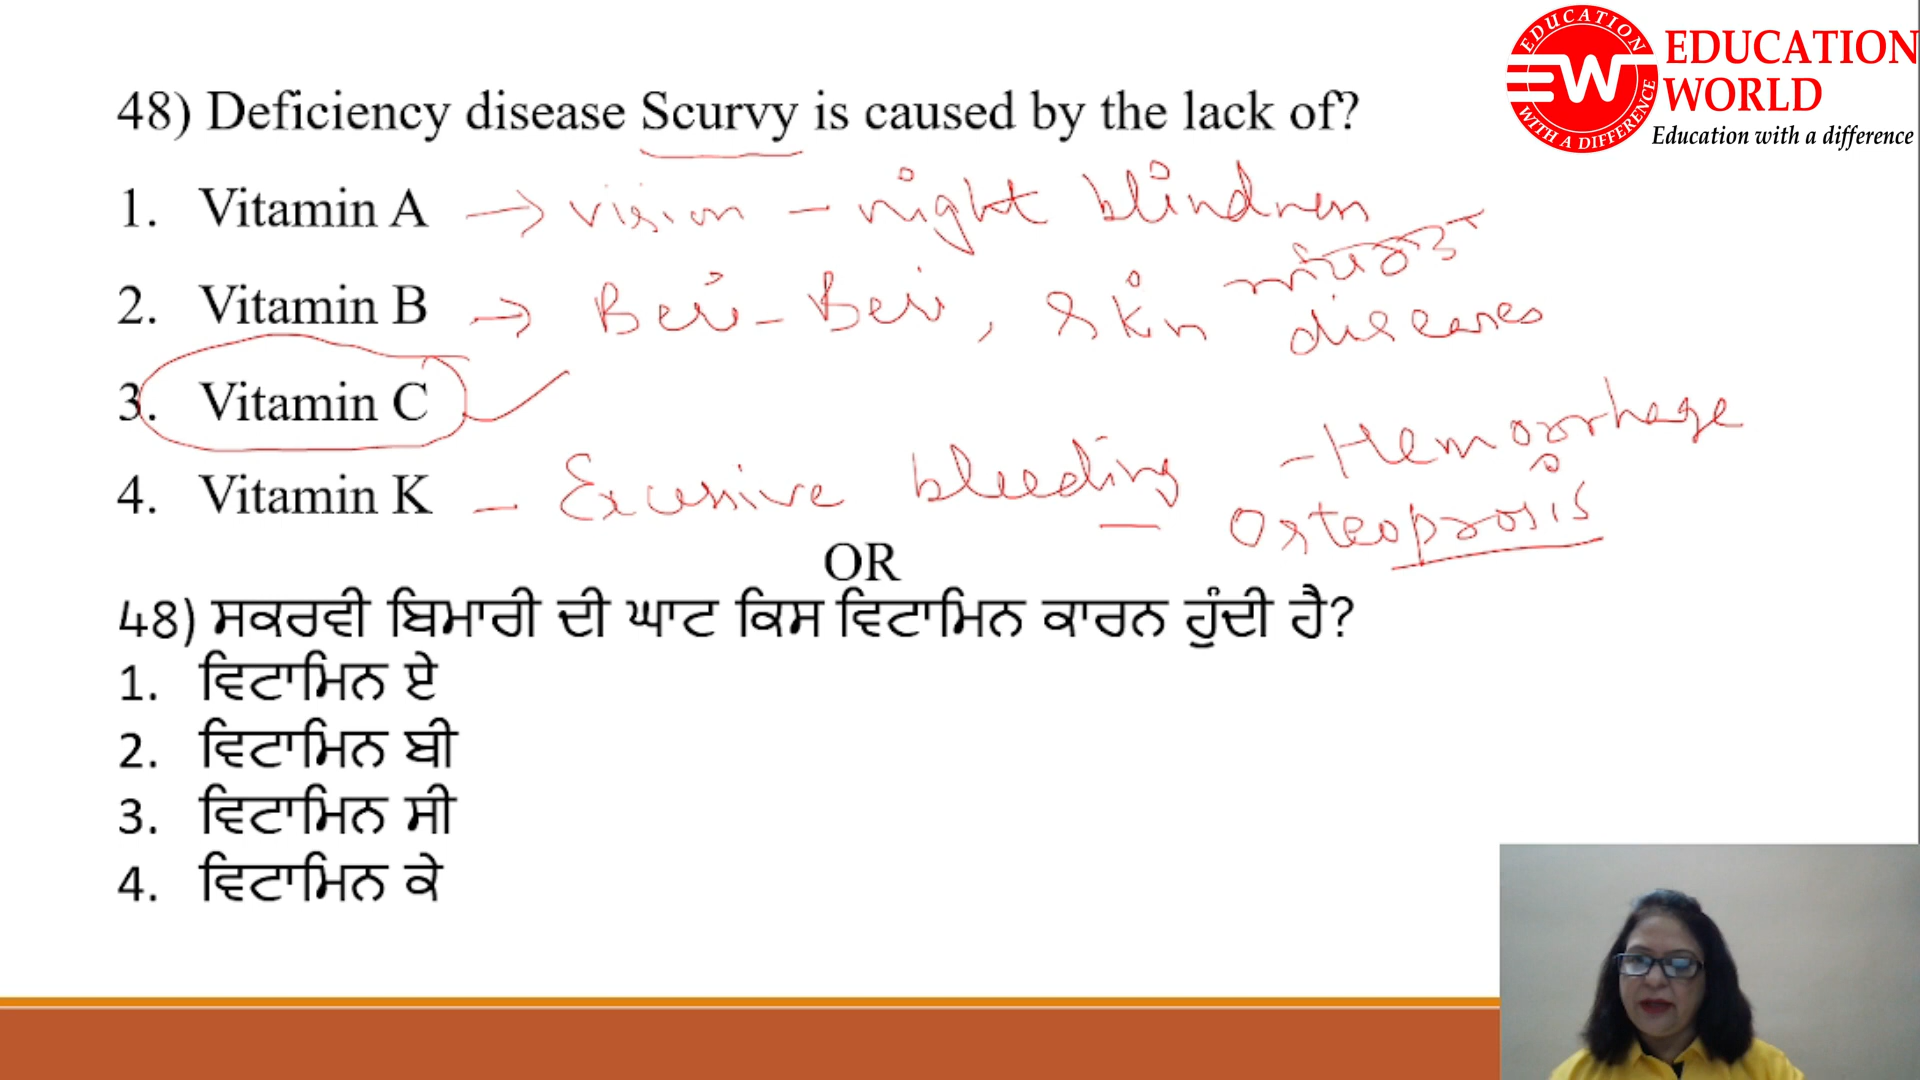 EDUCATION
WITH A DIFFERENCE
EW
EDUCATION
WORLD
Education with a difference
48) Deficiency disease Scurvy is caused by the lack of?
1. Vitamin A → vision - night blindness
2. Vitamin B → Beri-Beri, Skin diseases
3. Vitamin C
4. Vitamin K - Excessive bleeding - Hemorrhage
Osteoprosis
OR
48) ਸਕਰਵੀ ਬਿਮਾਰੀ ਦੀ ਘਾਟ ਕਿਸ ਵਿਟਾਮਿਨ ਕਾਰਨ ਹੁੰਦੀ ਹੈ?
1. ਵਿਟਾਮਿਨ ਏ
2. ਵਿਟਾਮਿਨ ਬੀ
3. ਵਿਟਾਮਿਨ ਸੀ
4. ਵਿਟਾਮਿਨ ਕੇ